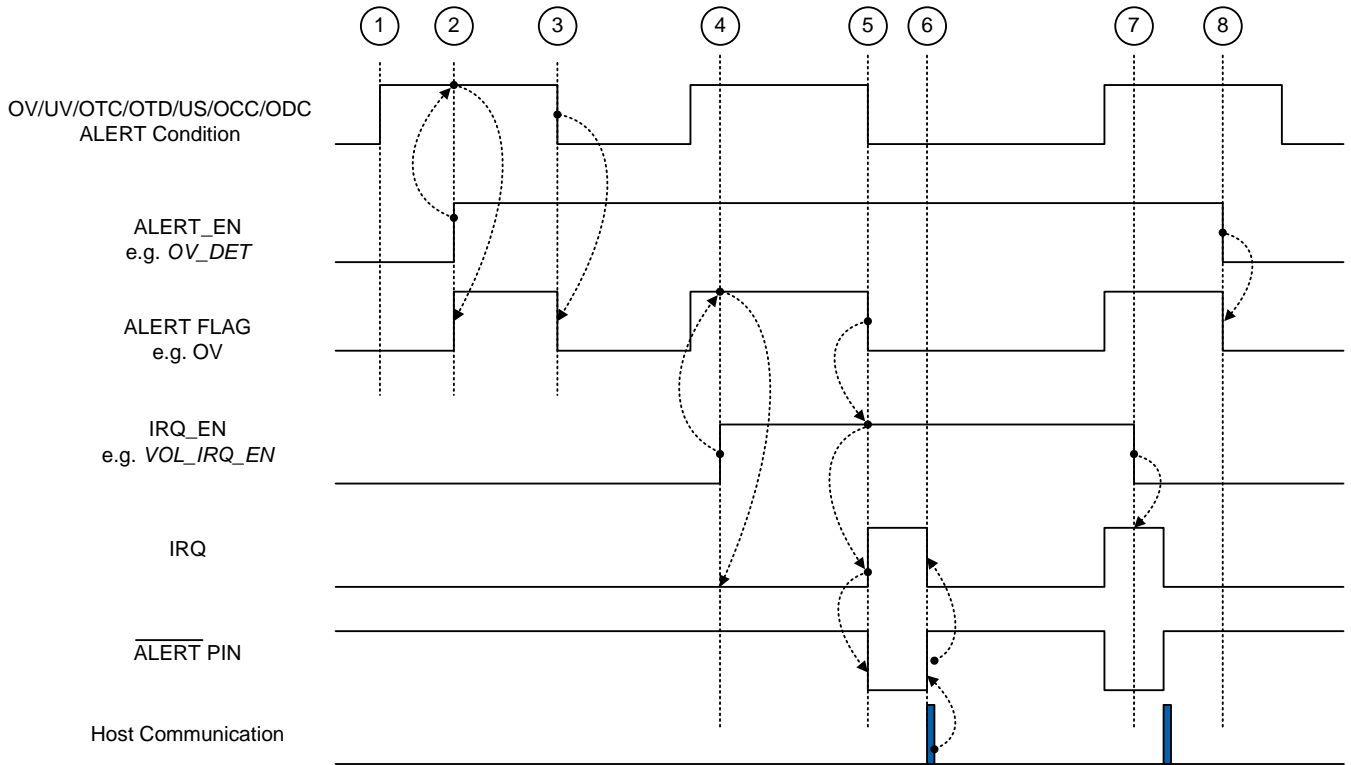 1 2 3 4 5 6 7 8
OV/UV/OTC/OTD/US/OCC/ODC
ALERT Condition
ALERT_EN
e.g. OV_DET
ALERT FLAG
e.g. OV
IRQ_EN
e.g. VOL_IRQ_EN
IRQ
ALERT PIN
Host Communication